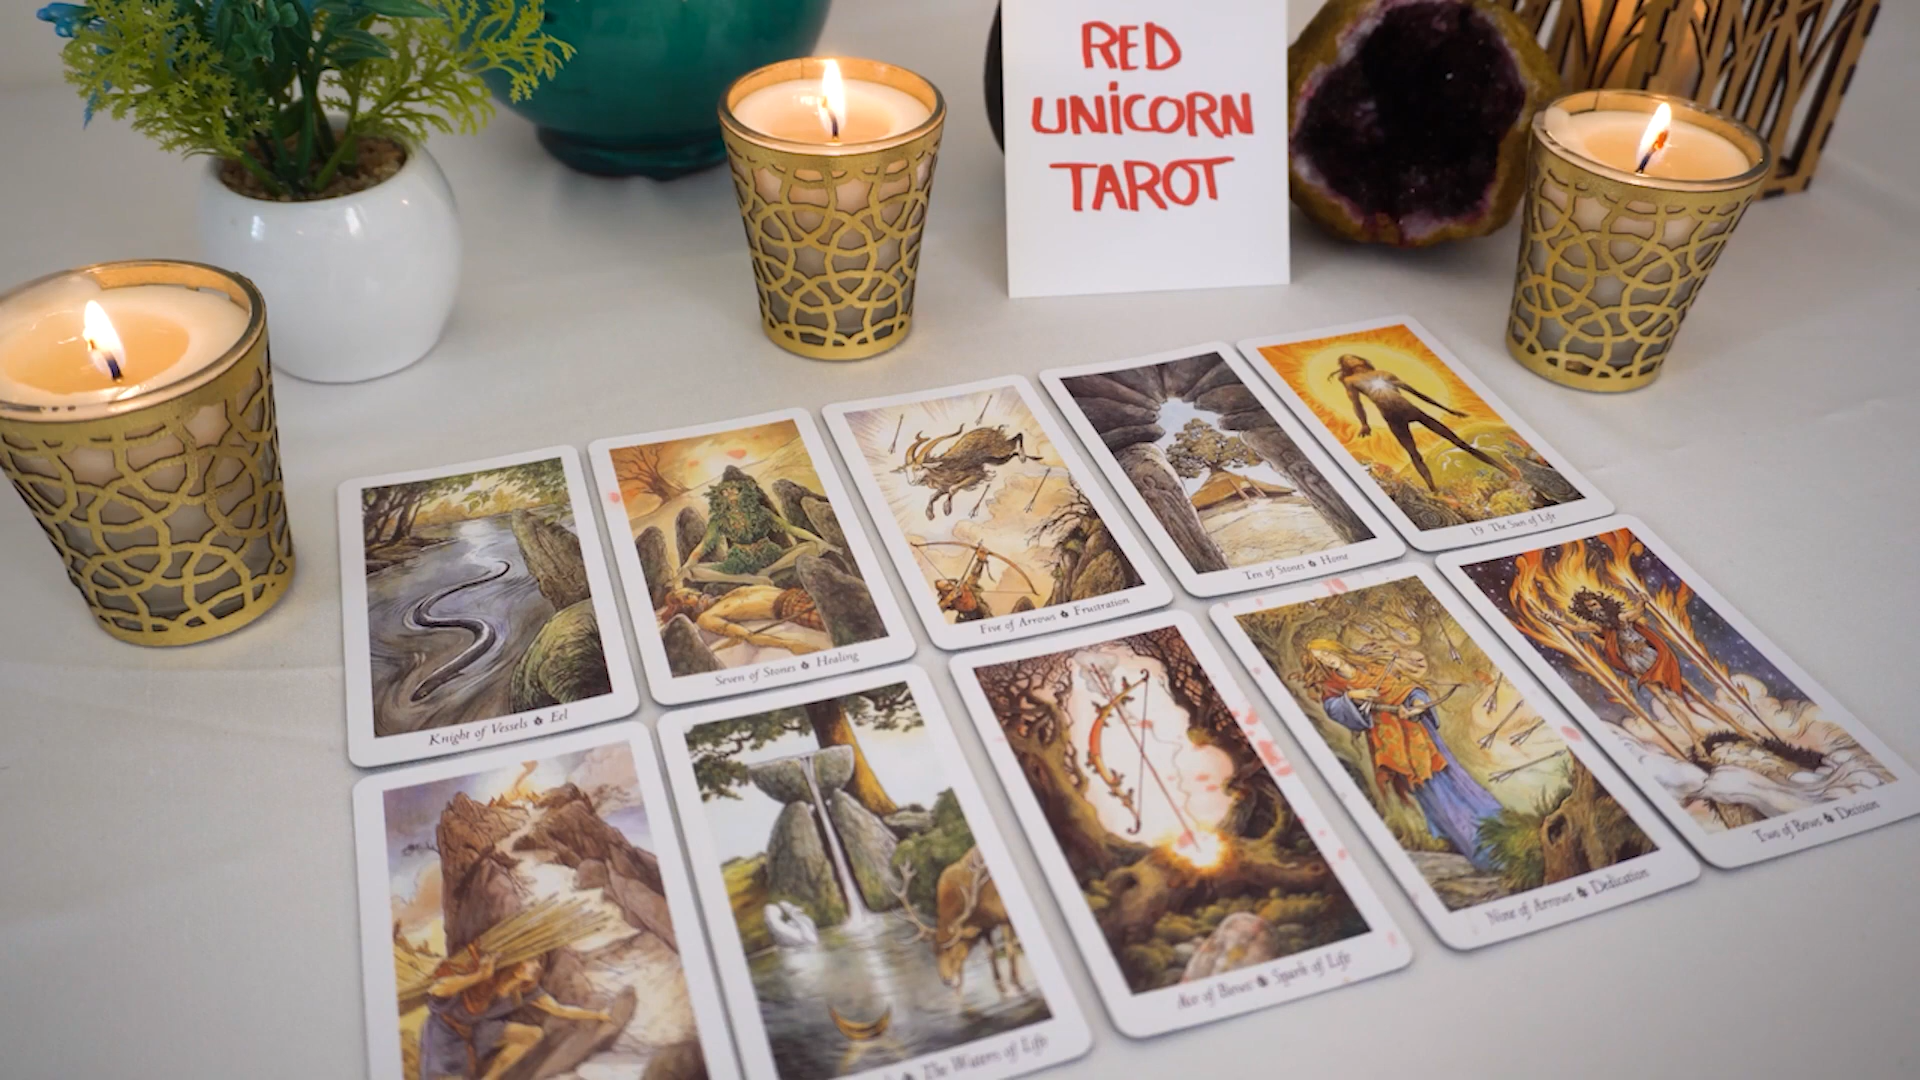 RED
UNiCORN
TAROT
Knight of Vessels Eel
Seven of Stones Healing
Five of Arrows Frustration
Ten of Stones Home
19 The Sun of Life
The Waters of Life
Ace of Bows Spark of Life
Nine of Arrows Dedication
Two of Bows Decision